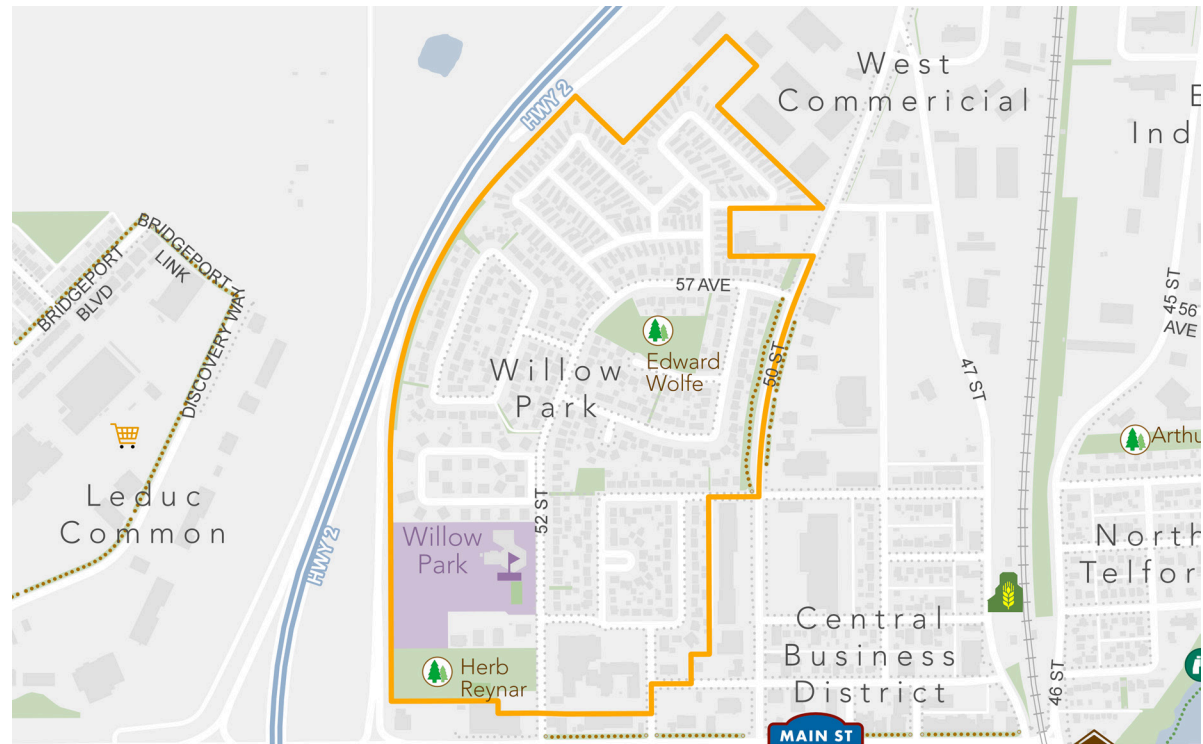 West
Commericial
E
Ind
HWY 2
BRIDGEPORT
LINK
BRIDGEPORT
BLVD
DISCOVERY WAY
57 AVE
45 ST
56
AVE
Edward
Wolfe
50 ST
47 ST
Willow
Park
Arthu
Leduc
Common
52 ST
HWY 2
Willow
Park
North
Telfor
Central
Business
District
Herb
Reynar
46 ST
MAIN ST